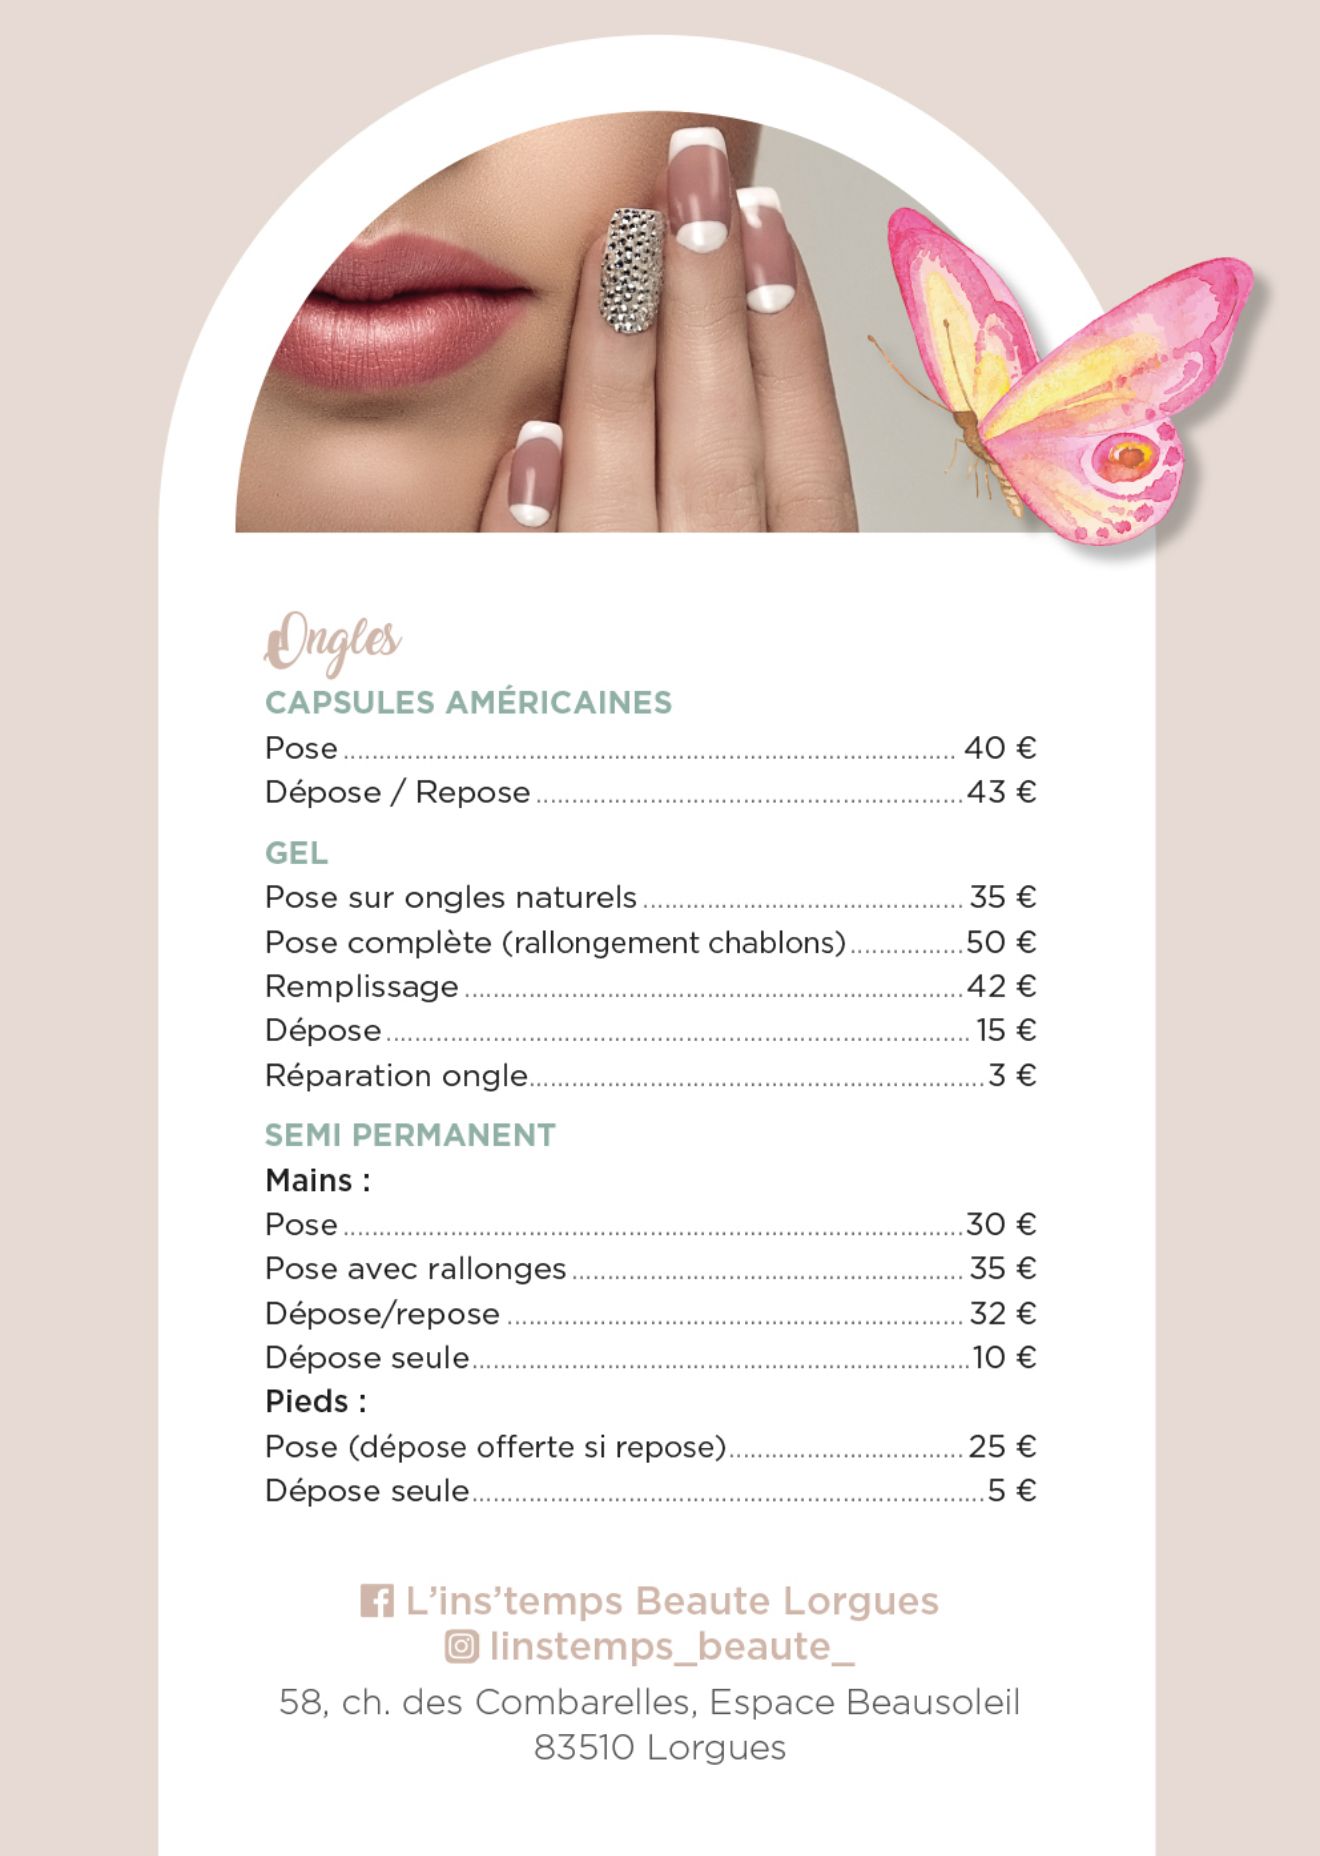 Ongles
CAPSULES AMÉRICAINES
Pose 40 €
Dépose / Repose 43 €
GEL
Pose sur ongles naturels 35 €
Pose complète (rallongement chablons) 50 €
Remplissage 42 €
Dépose 15 €
Réparation ongle 3 €
SEMI PERMANENT
Mains :
Pose 30 €
Pose avec rallonges 35 €
Dépose/repose 32 €
Dépose seule 10 €
Pieds :
Pose (dépose offerte si repose) 25 €
Dépose seule 5 €
L'ins'temps Beaute Lorgues
linstemps_beaute_
58, ch. des Combarelles, Espace Beausoleil
83510 Lorgues